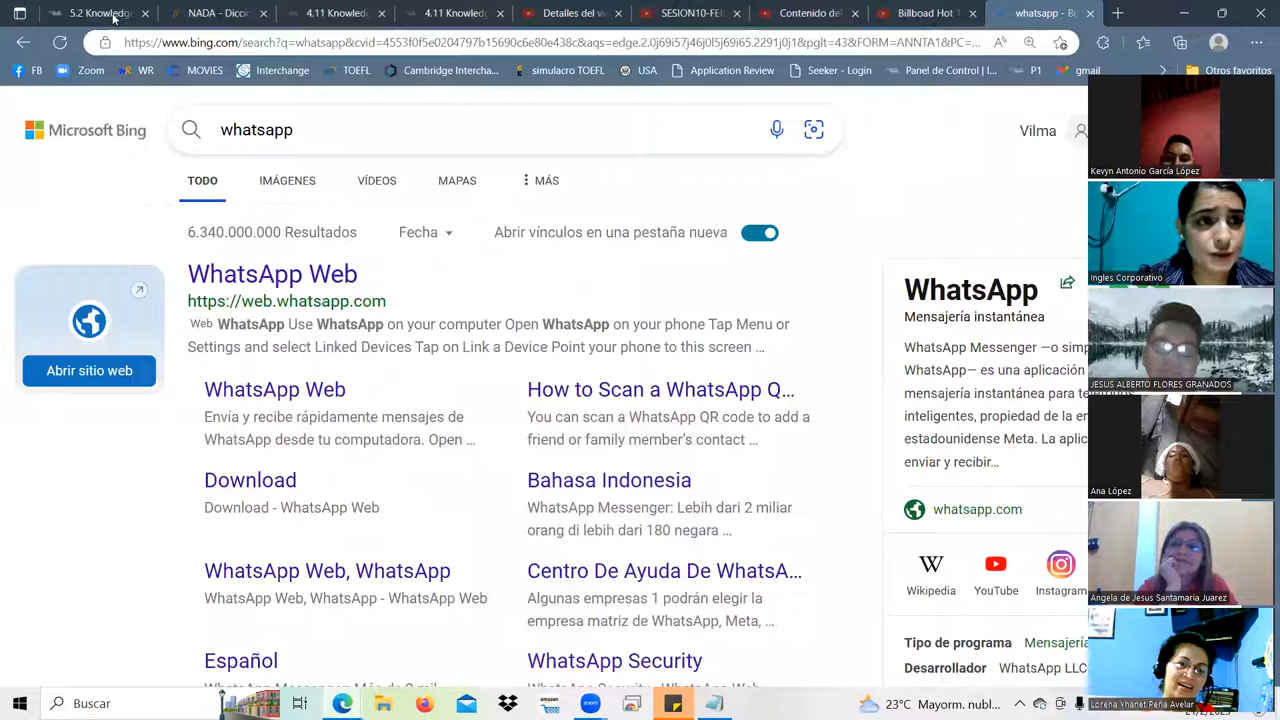 5.2 Knowledge
NADA - Diccio
4.11 Knowled
4.11 Knowled
Detalles del vi
SESION10-FEB
Contenido del
Billboad Hot
whatsapp - Bu
https://www.bing.com/search?q=whatsapp&cvid=4553f0f5e0204797b15690c6e80e438c&aqs=edge.2.0j69i57j46j0l5j69i65.2291j0j1&pglt=43&FORM=ANNTA1&PC=...
FB
Zoom
WR
MOVIES
Interchange
TOEFL
Cambridge Intercha...
simulacro TOEFL
USA
Application Review
Seeker - Login
Panel de Control | I...
P1
Otros favoritos
Microsoft Bing
whatsapp
Vilma
TODO
IMÁGENES
VÍDEOS
MAPAS
MÁS
6.340.000.000 Resultados
Fecha
Abrir vínculos en una pestaña nueva
Abrir sitio web
WhatsApp Web
https://web.whatsapp.com
Web WhatsApp Use WhatsApp on your computer Open WhatsApp on your phone Tap Menu or
Settings and select Linked Devices Tap on Link a Device Point your phone to this screen ...
WhatsApp Web
Envía y recibe rápidamente mensajes de
WhatsApp desde tu computadora. Open ...
How to Scan a WhatsApp Q...
You can scan a WhatsApp QR code to add a
friend or family member's contact ...
Download
Download - WhatsApp Web
Bahasa Indonesia
WhatsApp Messenger: Lebih dari 2 miliar
orang di lebih dari 180 negara ...
WhatsApp Web, WhatsApp
WhatsApp Web, WhatsApp - WhatsApp Web
Centro De Ayuda De WhatsA...
Algunas empresas 1 podrán elegir la
empresa matriz de WhatsApp, Meta, ...
Español
WhatsApp Security
WhatsApp
Mensajería instantánea
WhatsApp Messenger —o simp
WhatsApp— es una aplicación
mensajería instantánea para teléfonos
inteligentes, propiedad de la em
estadounidense Meta. La aplic
enviar y recibir...
whatsapp.com
Wikipedia
YouTube
Instagram
Tipo de programa Mensajería
Desarrollador WhatsApp LLC
Kevyn Antonio García López
Ingles Corporativo
JESUS ALBERTO FLORES GRANADOS
Ana López
Angela de Jesus Santamaría Juarez
Lorena Yhanet Peña Avelar
Buscar
amazon
zoom
23°C Mayorm. nubl...
21/2/2023